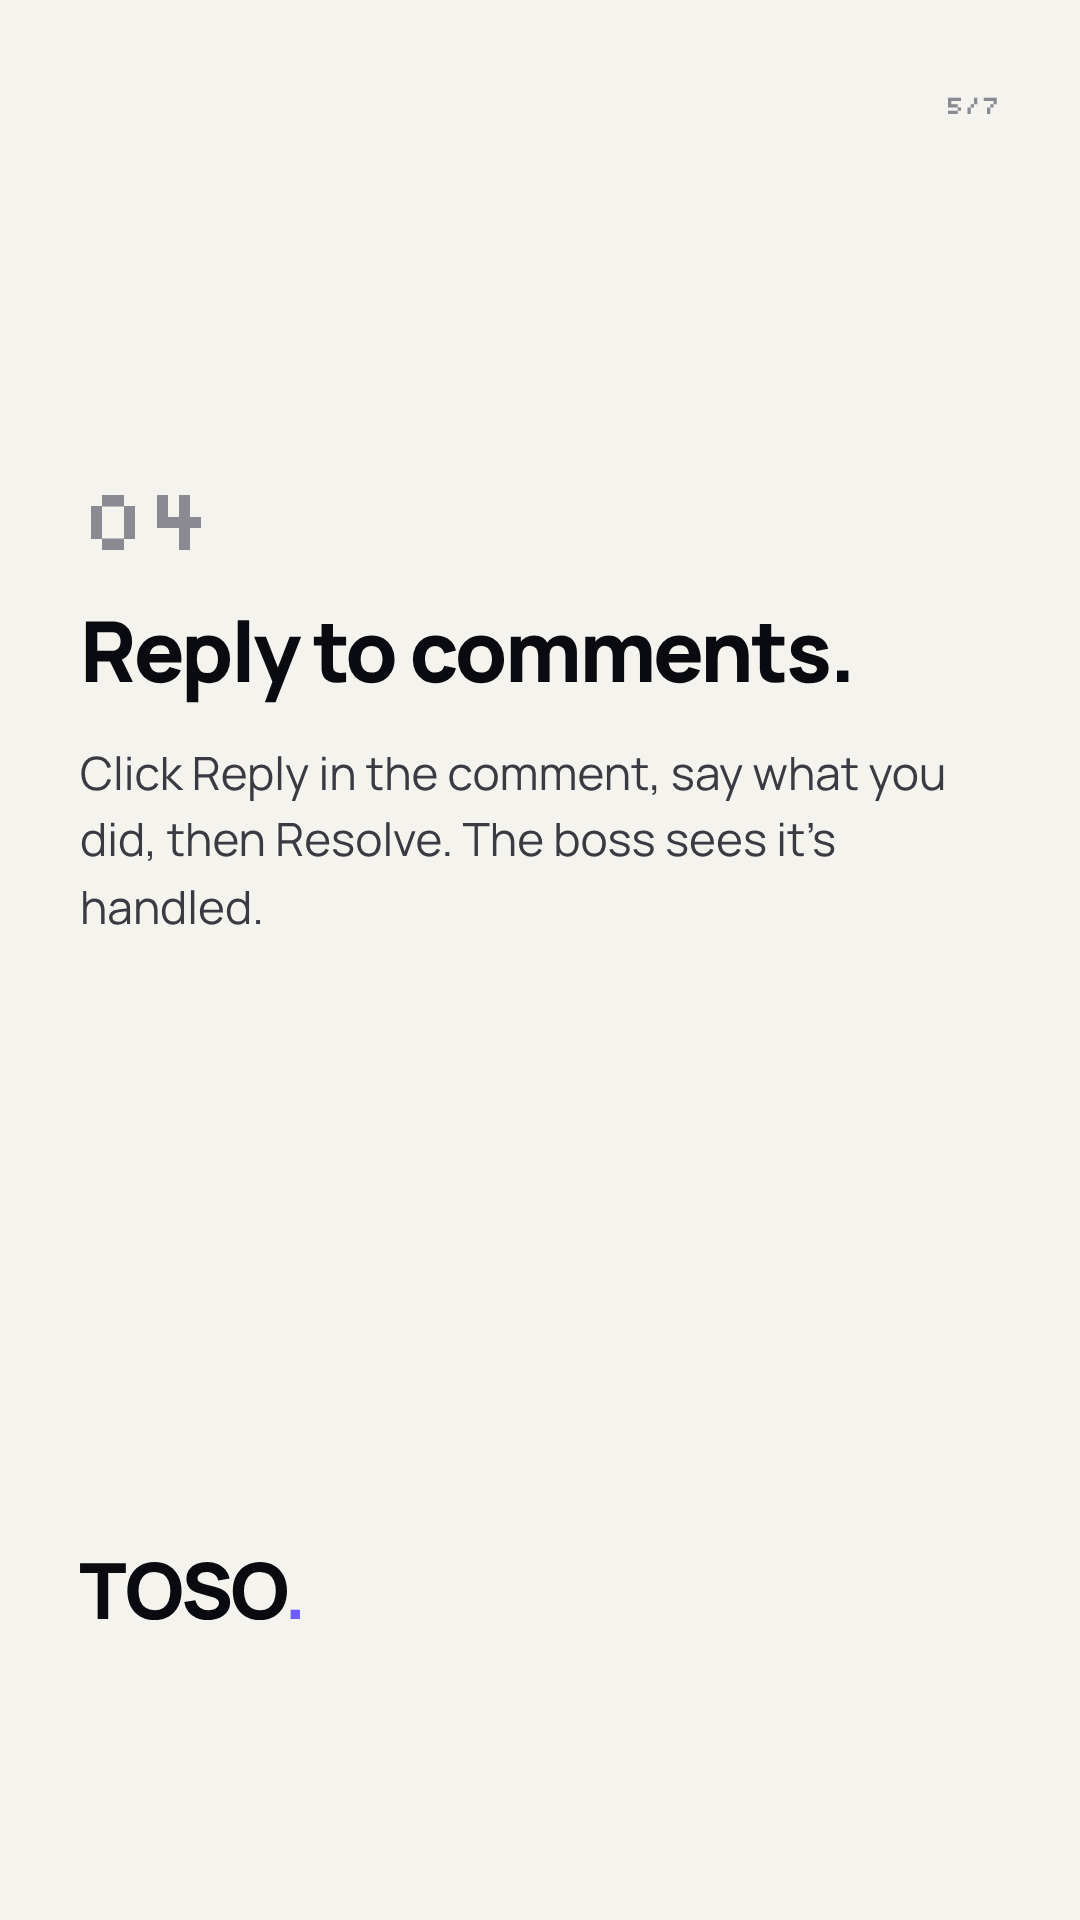 5/7
04
Reply to comments.
Click Reply in the comment, say what you
did, then Resolve. The boss sees it’s
handled.
TOSO.